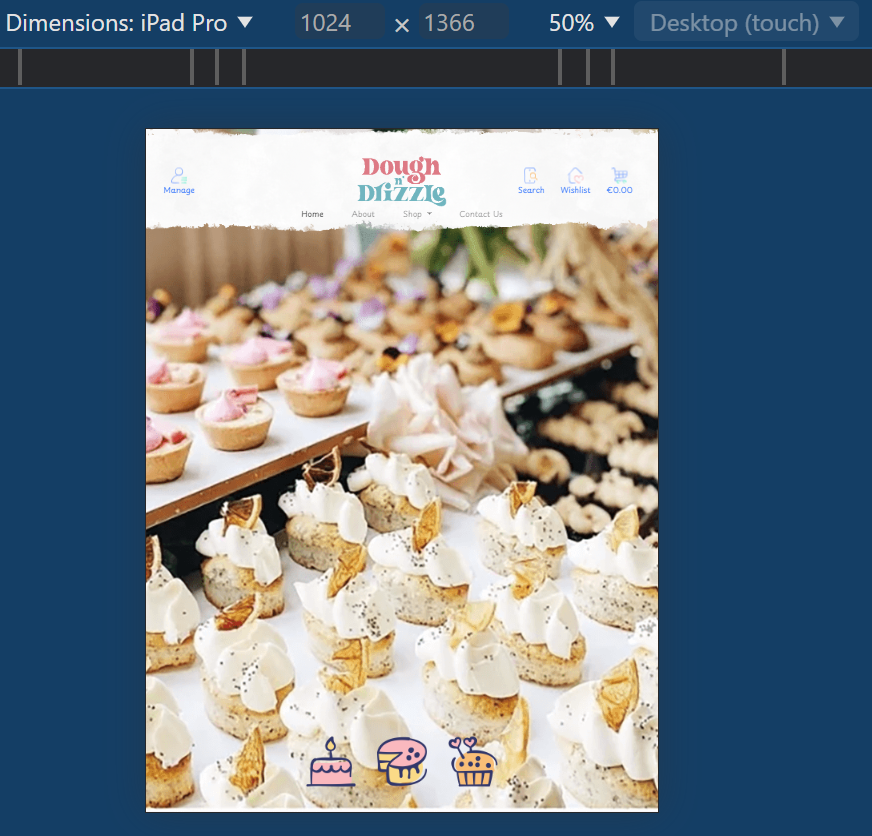 Dimensions: iPad Pro 1024 × 1366 50% Desktop (touch)
Dough
n'
Drizzle
Manage
Search Wishlist €0.00
Home About Shop Contact Us